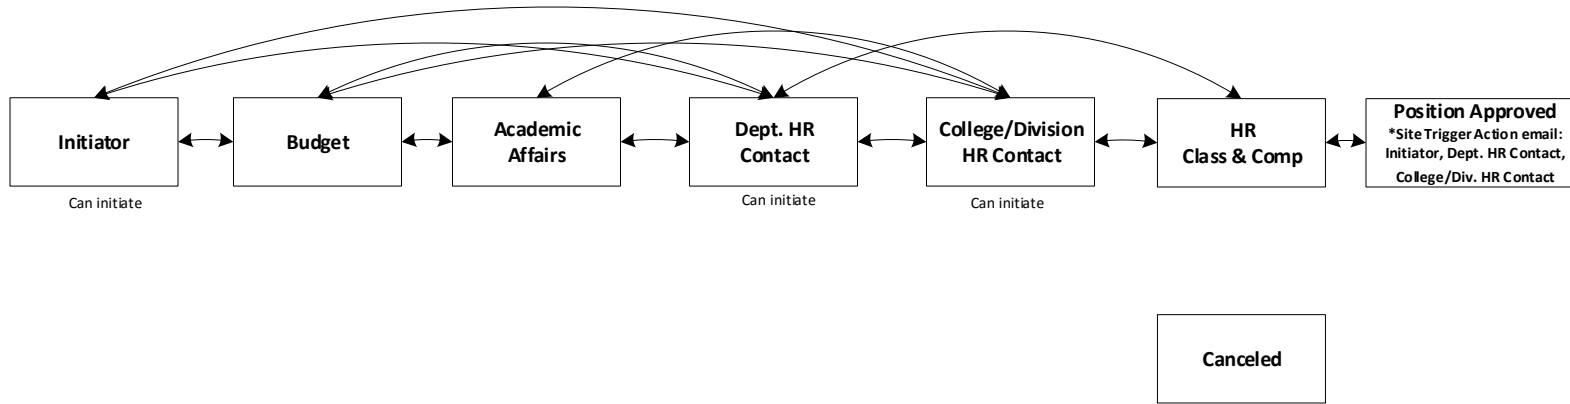 Initiator
Can initiate
Budget
Academic
Affairs
Dept. HR
Contact
Can initiate
College/Division
HR Contact
Can initiate
HR
Class & Comp
Position Approved
*Site Trigger Action email:
Initiator, Dept. HR Contact,
College/Div. HR Contact
Canceled